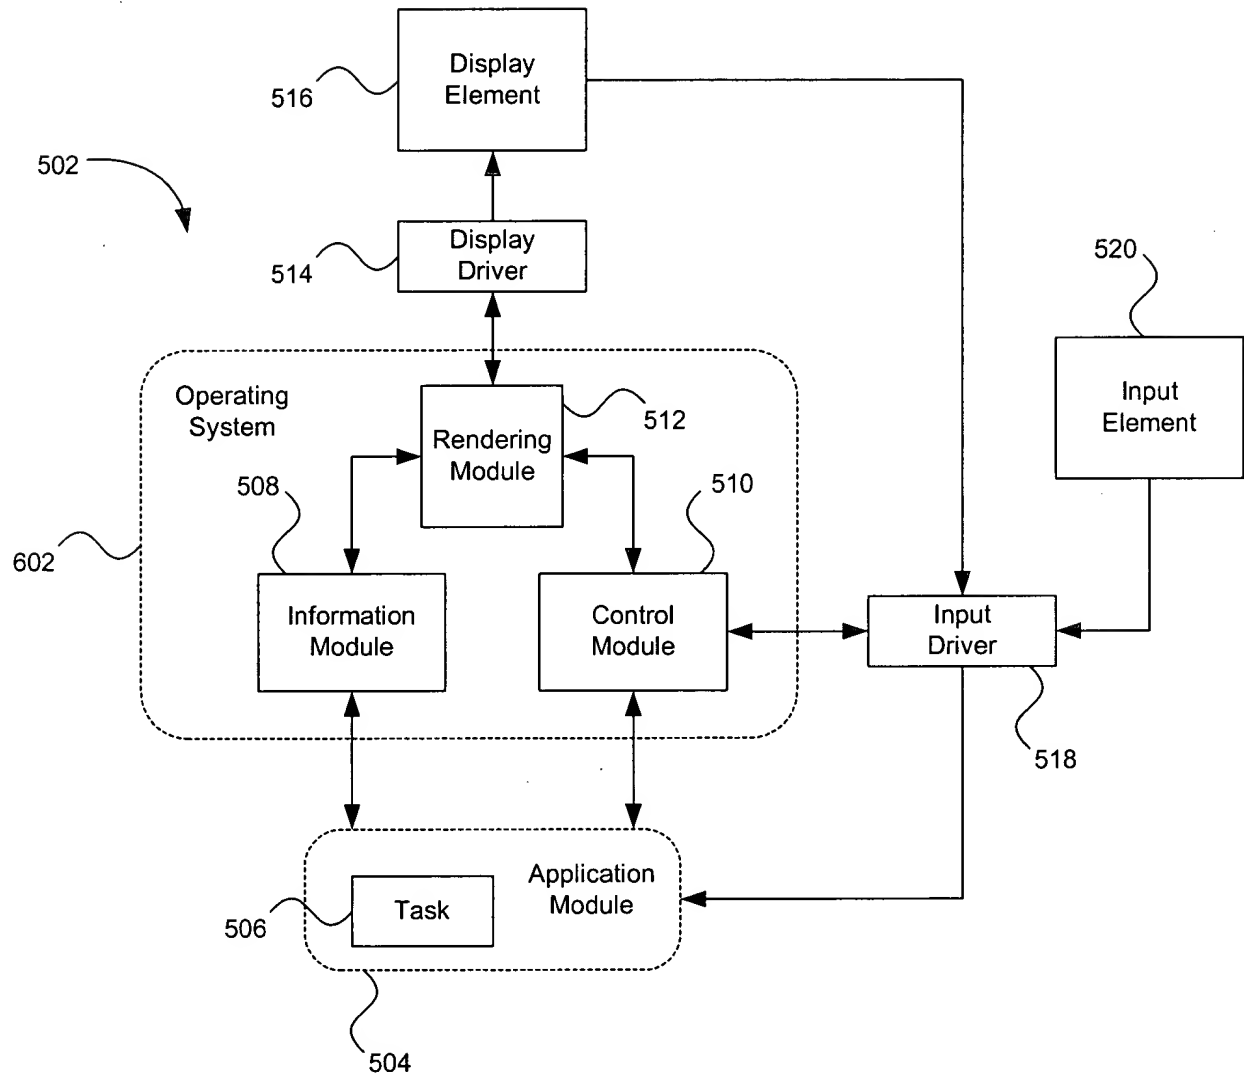 Display
Element
516
502
Display
Driver
514
520
Operating
System
512
Rendering
Module
Input
Element
508
510
602
Information
Module
Control
Module
Input
Driver
518
Application
Module
Task
506
504